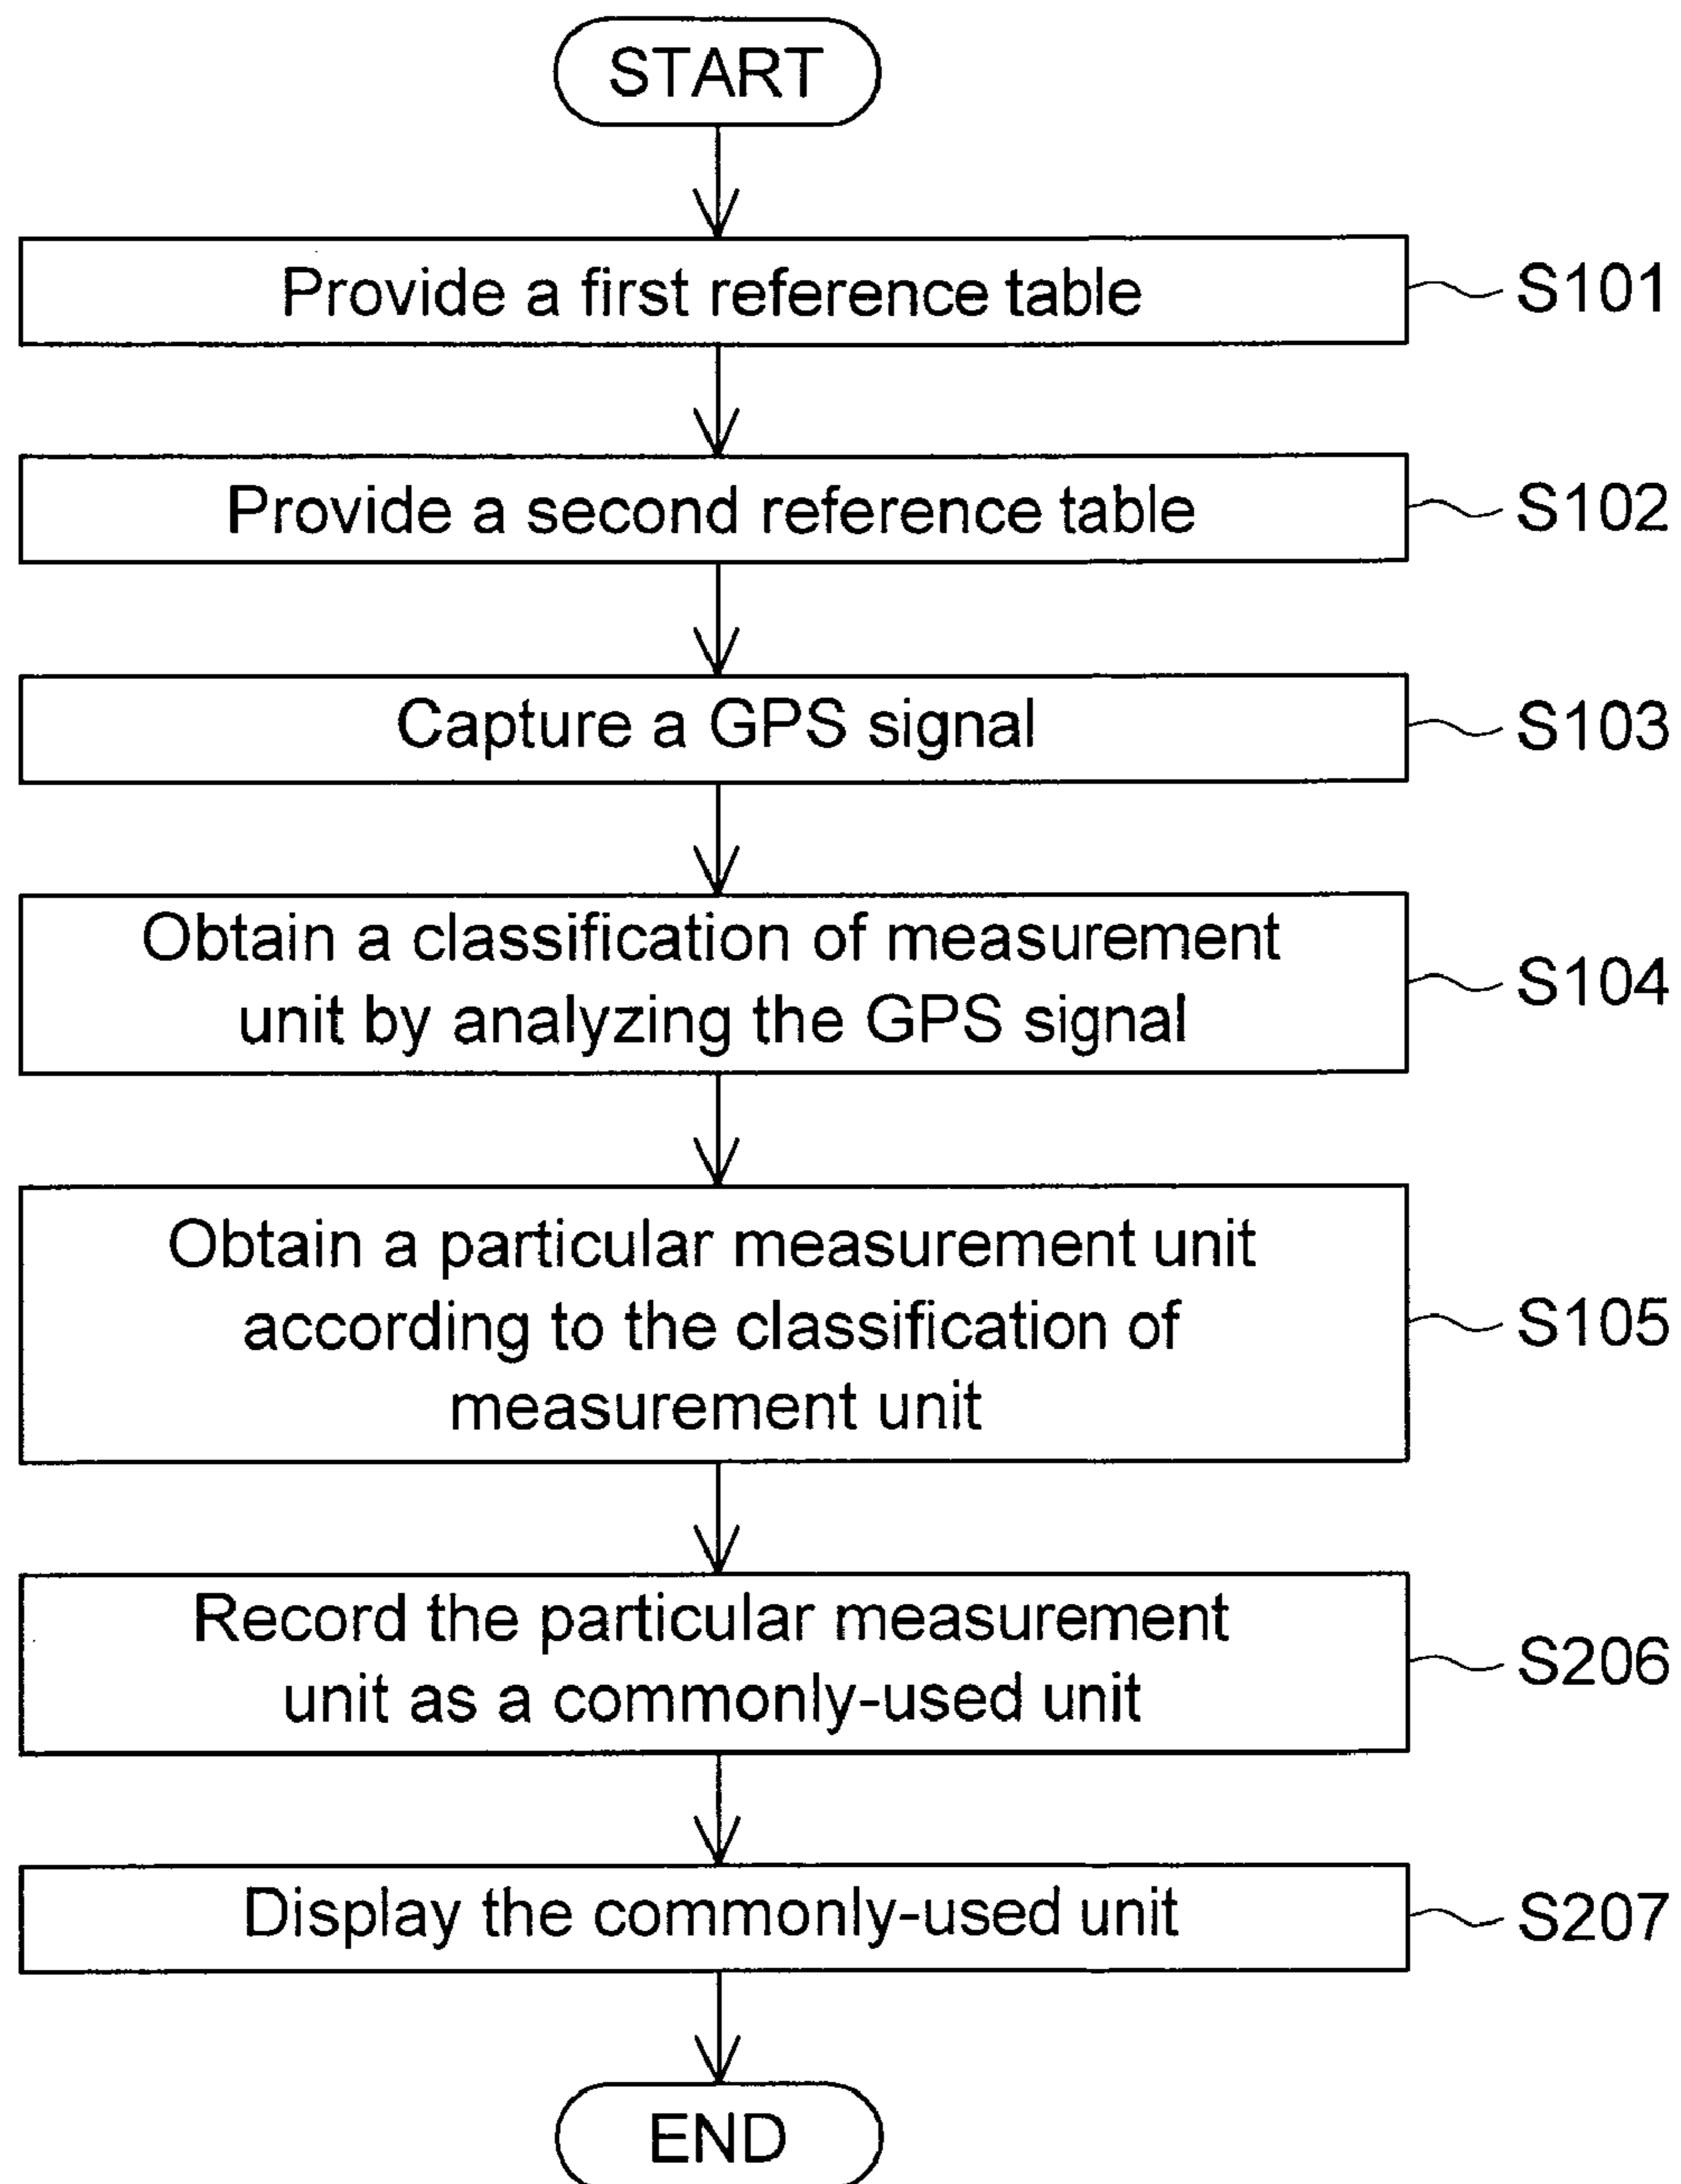 START
Provide a first reference table
S101
Provide a second reference table
S102
Capture a GPS signal
S103
Obtain a classification of measurement
unit by analyzing the GPS signal
S104
Obtain a particular measurement unit
according to the classification of
measurement unit
S105
Record the particular measurement
unit as a commonly-used unit
S206
Display the commonly-used unit
S207
END